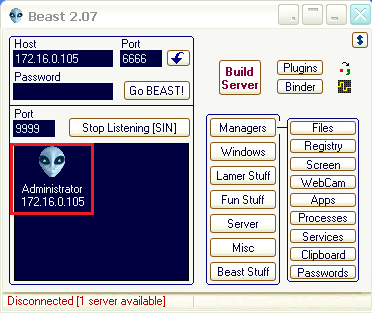 Beast 2.07
Host
Port
172.16.0.105
6666
Password
Go BEAST!
Port
9999
Stop Listening [SIN]
Administrator
172.16.0.105
Build
Server
Plugins
Binder
Managers
Windows
Lamer Stuff
Fun Stuff
Server
Misc
Beast Stuff
Files
Registry
Screen
WebCam
Apps
Processes
Services
Clipboard
Passwords
Disconnected [1 server available]